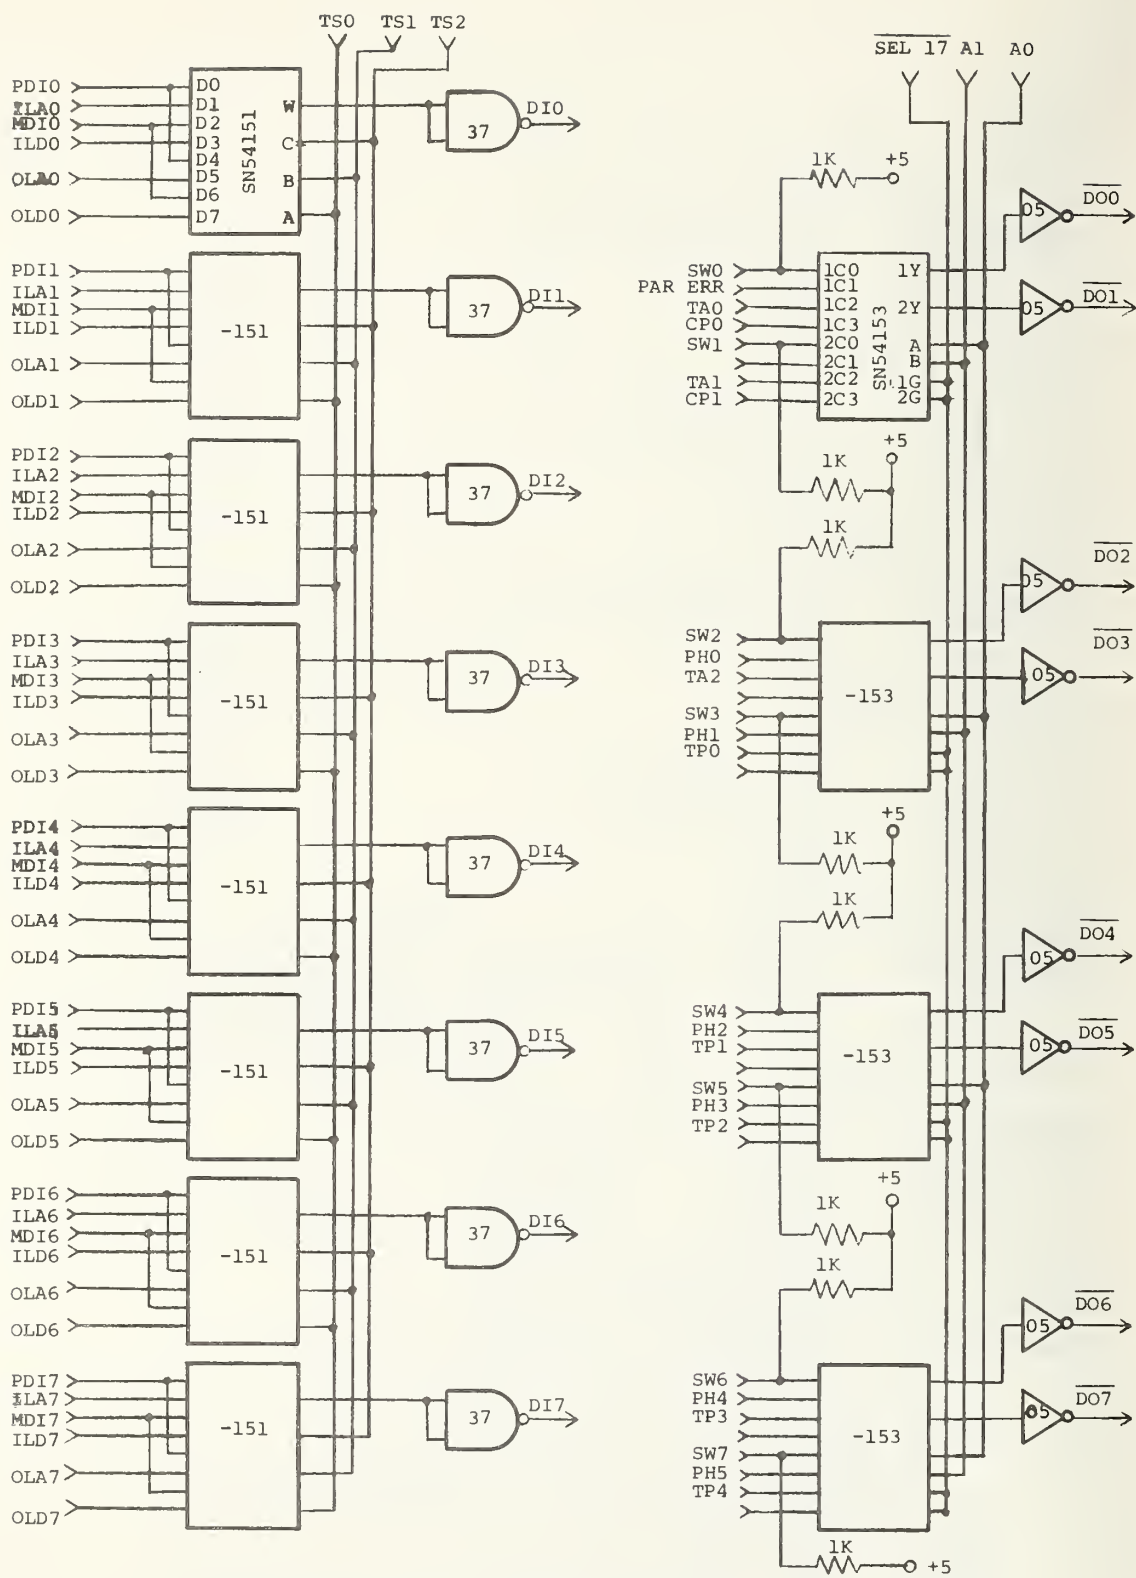 TS0 TS1 TS2
PDI0
ILA0
MDI0
ILD0
OLA0
OLD0
D0
D1
D2
D3
D4
D5
D6
D7
SN54151
W
C
B
A
37
DI0
PDI1
ILA1
MDI1
ILD1
OLA1
OLD1
-151
37
DI1
PDI2
ILA2
MDI2
ILD2
OLA2
OLD2
-151
37
DI2
PDI3
ILA3
MDI3
ILD3
OLA3
OLD3
-151
37
DI3
PDI4
ILA4
MDI4
ILD4
OLA4
OLD4
-151
37
DI4
PDI5
ILA5
MDI5
ILD5
OLA5
OLD5
-151
37
DI5
PDI6
ILA6
MDI6
ILD6
OLA6
OLD6
-151
37
DI6
PDI7
ILA7
MDI7
ILD7
OLA7
OLD7
-151
37
DI7
SEL 17 A1 A0
1K +5
SW0
PAR ERR
TA0
CP0
SW1
TA1
CP1
1C0
1C1
1C2
1C3
2C0
2C1
2C2
2C3
SN54153
1Y
2Y
A
B
1G
2G
05
DO0
05
DO1
+5
1K
1K
SW2
PH0
TA2
SW3
PH1
TP0
-153
05
DO2
05
DO3
+5
1K
1K
SW4
PH2
TP1
SW5
PH3
TP2
-153
05
DO4
05
DO5
+5
1K
1K
SW6
PH4
TP3
SW7
PH5
TP4
-153
05
DO6
05
DO7
1K
+5